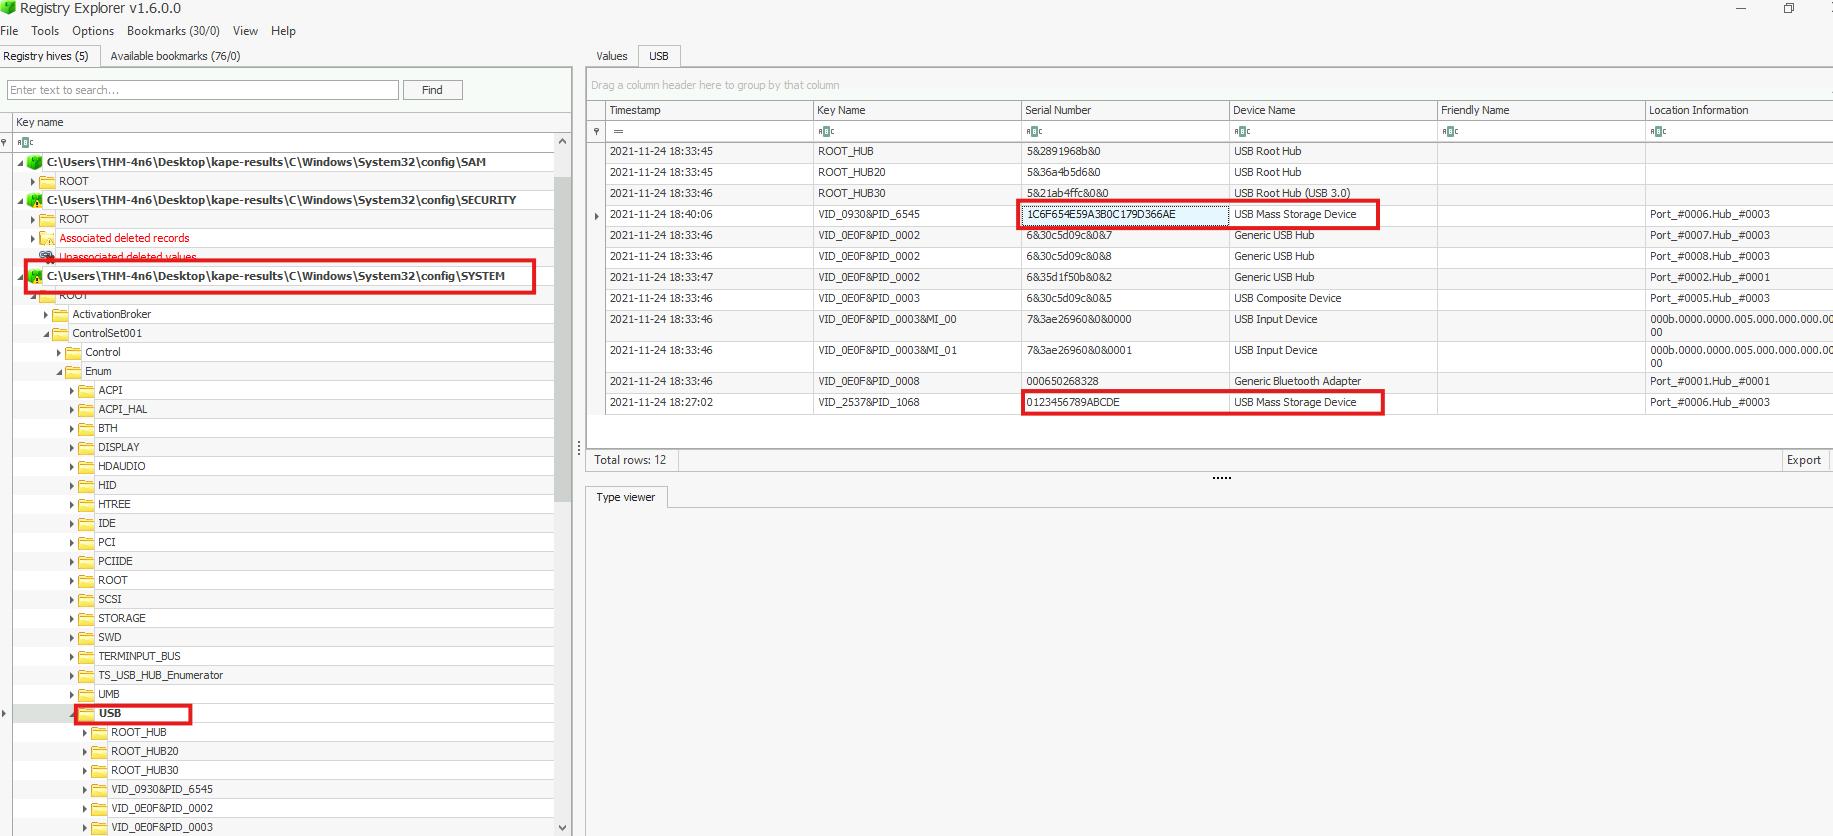 Registry Explorer v1.6.0.0
File Tools Options Bookmarks (30/0) View Help
Registry hives (5) Available bookmarks (76/0)
Enter text to search... Find
Key name
C:\Users\THM-4n6\Desktop\kape-results\C\Windows\System32\config\SAM
ROOT
C:\Users\THM-4n6\Desktop\kape-results\C\Windows\System32\config\SECURITY
ROOT
Associated deleted records
Unassociated deleted values
C:\Users\THM-4n6\Desktop\kape-results\C\Windows\System32\config\SYSTEM
ROOT
ActivationBroker
ControlSet001
Control
Enum
ACPI
ACPI_HAL
BTH
DISPLAY
HDAUDIO
HID
HTREE
IDE
PCI
PCIIDE
ROOT
SCSI
STORAGE
SWD
TERMINPUT_BUS
TS_USB_HUB_Enumerator
UMB
USB
ROOT_HUB
ROOT_HUB20
ROOT_HUB30
VID_0930&PID_6545
VID_0E0F&PID_0002
VID_0E0F&PID_0003
Values USB
Drag a column header here to group by that column
Timestamp Key Name Serial Number Device Name Friendly Name Location Information
2021-11-24 18:33:45 ROOT_HUB 5&2891968b&0 USB Root Hub
2021-11-24 18:33:45 ROOT_HUB20 5&36a4b5d6&0 USB Root Hub
2021-11-24 18:33:46 ROOT_HUB30 5&21ab4ffc&0&0 USB Root Hub (USB 3.0)
2021-11-24 18:40:06 VID_0930&PID_6545 1C6F654E59A3B0C179D366AE USB Mass Storage Device Port_#0006.Hub_#0003
2021-11-24 18:33:46 VID_0E0F&PID_0002 6&30c5d09c&0&7 Generic USB Hub Port_#0007.Hub_#0003
2021-11-24 18:33:46 VID_0E0F&PID_0002 6&30c5d09c&0&8 Generic USB Hub Port_#0008.Hub_#0003
2021-11-24 18:33:47 VID_0E0F&PID_0002 6&35d1f50b&0&2 Generic USB Hub Port_#0002.Hub_#0001
2021-11-24 18:33:46 VID_0E0F&PID_0003 6&30c5d09c&0&5 USB Composite Device Port_#0005.Hub_#0003
2021-11-24 18:33:46 VID_0E0F&PID_0003&MI_00 7&3ae26960&0&0000 USB Input Device 000b.0000.0000.005.000.000.000.00
00
2021-11-24 18:33:46 VID_0E0F&PID_0003&MI_01 7&3ae26960&0&0001 USB Input Device 000b.0000.0000.005.000.000.000.00
00
2021-11-24 18:33:46 VID_0E0F&PID_0008 000650268328 Generic Bluetooth Adapter Port_#0001.Hub_#0001
2021-11-24 18:27:02 VID_2537&PID_1068 0123456789ABCDE USB Mass Storage Device Port_#0006.Hub_#0003
Total rows: 12 Export
Type viewer